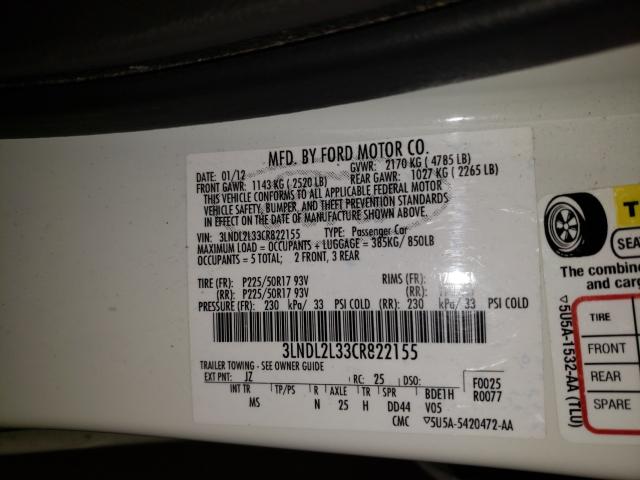 MFD. BY FORD MOTOR CO.
DATE: 01/12 GVWR: 2170 KG (4785 LB)
FRONT GAWR: 1143 KG (2520 LB) REAR GAWR: 1027 KG (2265 LB)
THIS VEHICLE CONFORMS TO ALL APPLICABLE FEDERAL MOTOR
VEHICLE SAFETY, BUMPER, AND THEFT PREVENTION STANDARDS
IN EFFECT ON THE DATE OF MANUFACTURE SHOWN ABOVE.
VIN: 3LNDL2L33CR822155 TYPE: Passenger Car
MAXIMUM LOAD = OCCUPANTS + LUGGAGE = 385KG/ 850LB
OCCUPANTS = 5 TOTAL; 2 FRONT, 3 REAR
TIRE (FR): P225/50R17 93V RIMS (FR):
(RR): P225/50R17 93V (RR):
PRESSURE (FR): 230 kPa/ 33 PSI COLD (RR): 230 kPa/ 33 PSI COLD
3LNDL2L33CR822155
TRAILER TOWING - SEE OWNER GUIDE
EXT PNT: JZ RC: 25 DSO: F0025
INT TR TP/PS R AXLE TR SPR BDE1H R0077
MS N 25 H DD44 V05
CMC ▽5U5A-5420472-AA
T
SEA
The combin
and carg
TIRE
FRONT
REAR
SPARE
▽5U5A-1532-AA (TLU)